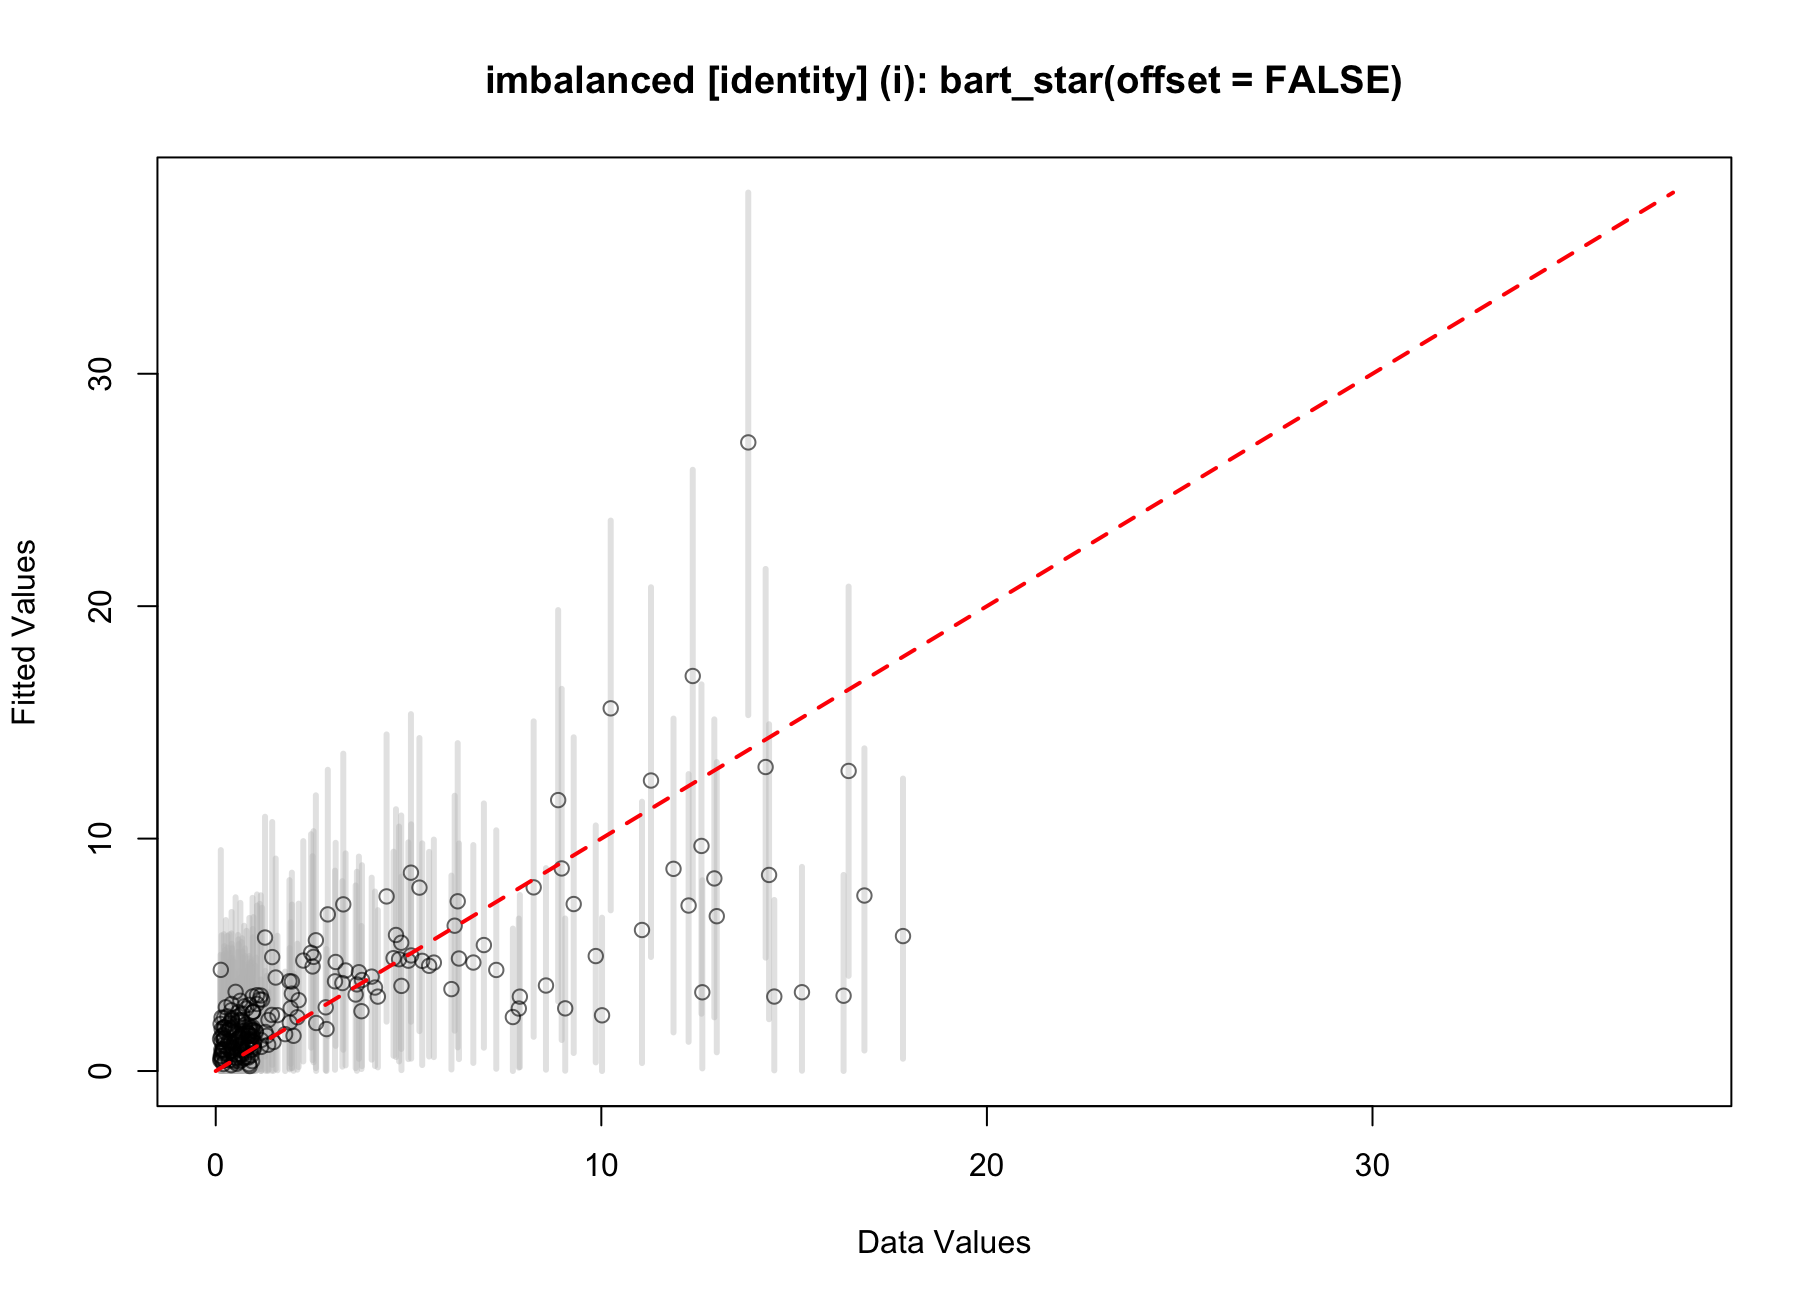 imbalanced [identity] (i): bart_star(offset = FALSE)
Fitted Values
30
20
10
0
0 10 20 30
Data Values